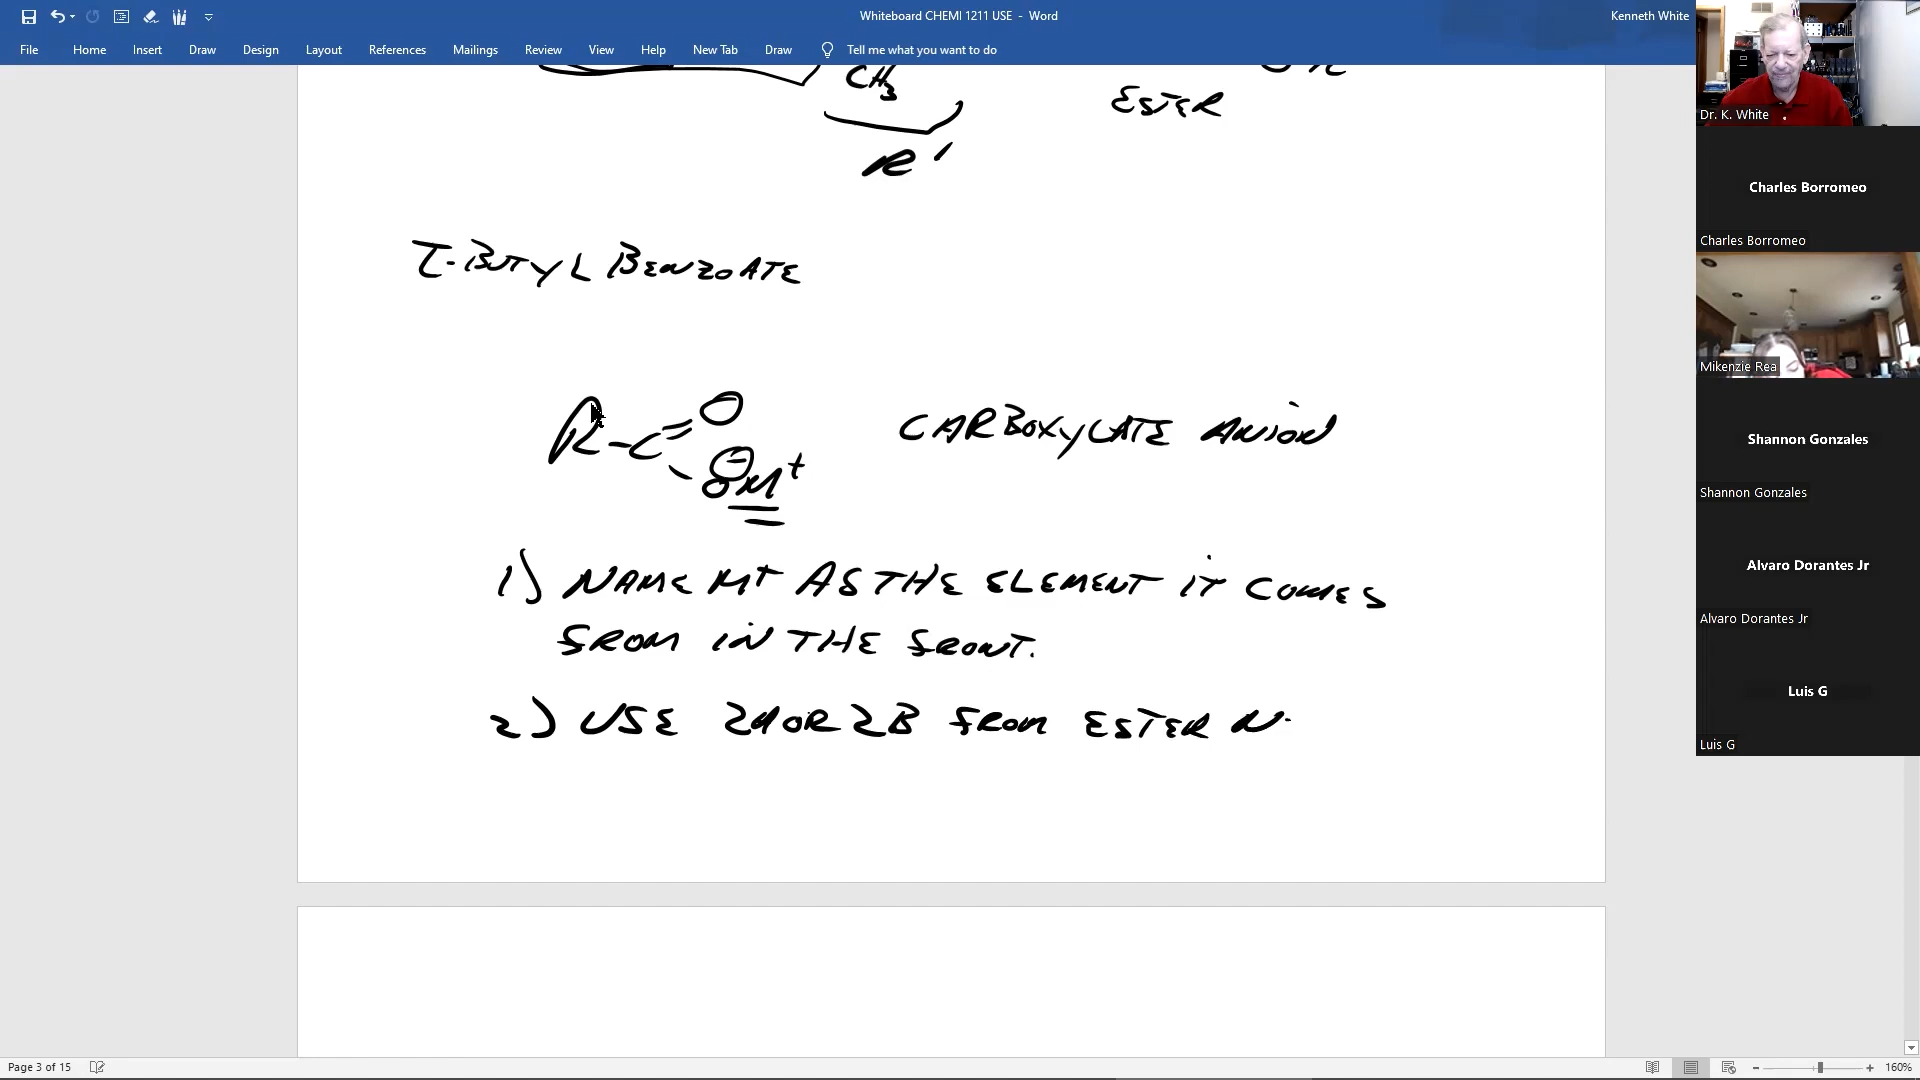 Whiteboard CHEMI 1211 USE - Word
Kenneth White
File Home Insert Draw Design Layout References Mailings Review View Help New Tab Draw Tell me what you want to do
CH3
ESTER
R'
T-BUTYL BENZOATE
R-C=O
O⊖M+
CARBOXYLATE ANION
1) NAME M+ AS THE ELEMENT IT COMES
FROM IN THE FRONT.
2) USE 2A OR 2B FROM ESTER N.
Dr. K. White
Charles Borromeo
Charles Borromeo
Mikenzie Rea
Shannon Gonzales
Shannon Gonzales
Alvaro Dorantes Jr
Alvaro Dorantes Jr
Luis G
Luis G
Page 3 of 15
160%